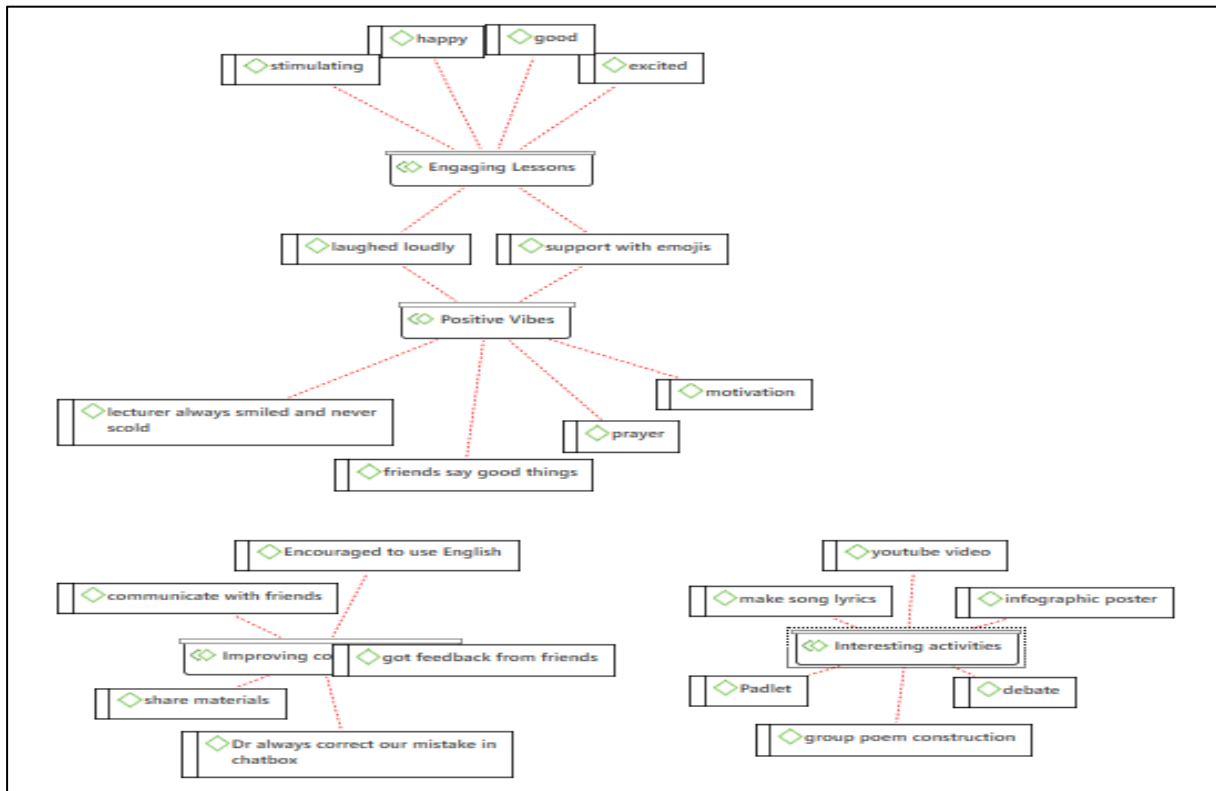 happy
good
stimulating
excited
Engaging Lessons
laughed loudly
support with emojis
Positive Vibes
motivation
lecturer always smiled and never
scold
prayer
friends say good things
Encouraged to use English
youtube video
communicate with friends
make song lyrics
infographic poster
Improving
got feedback from friends
Interesting activities
share materials
Padlet
debate
Dr always correct our mistake in
chatbox
group poem construction